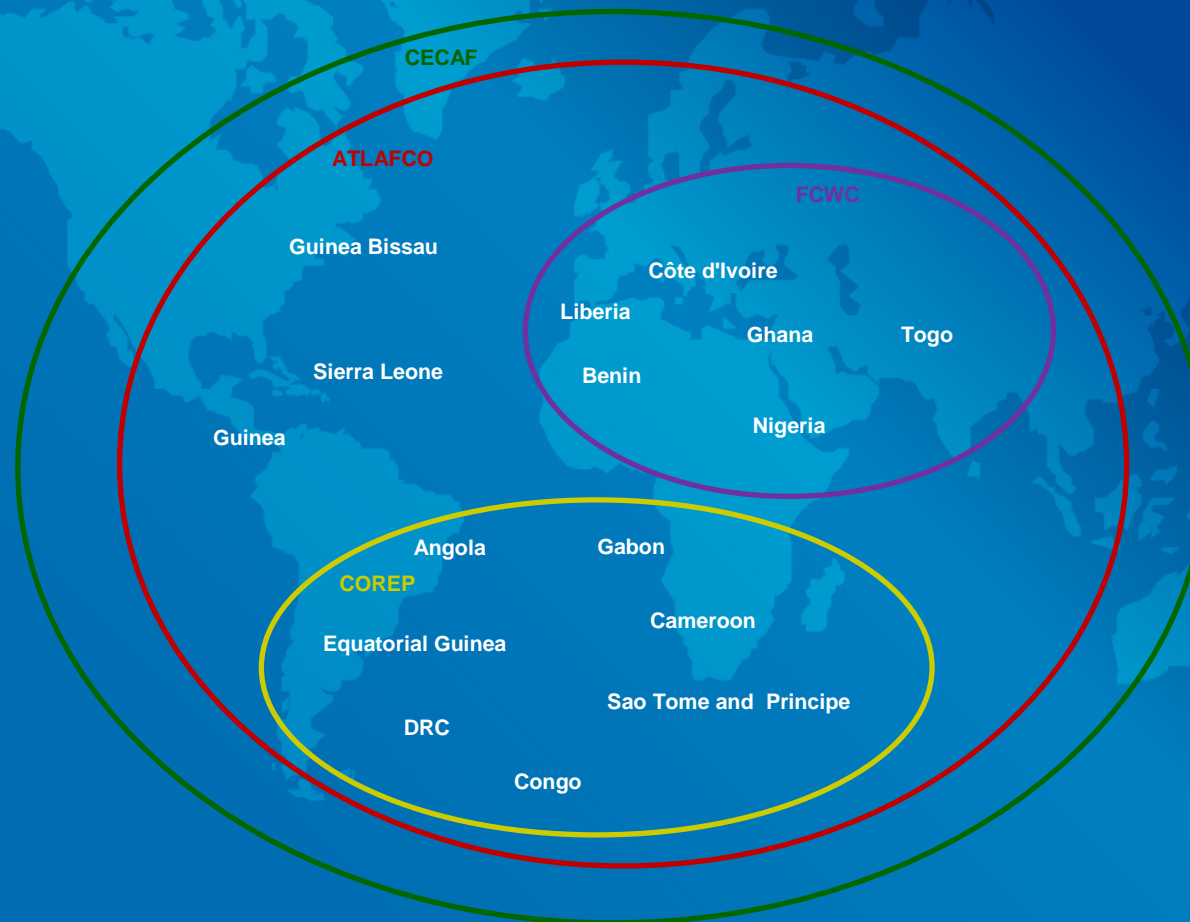 CECAF
ATLAFCO
FCWC
Guinea Bissau
Côte d'Ivoire
Liberia
Ghana
Togo
Sierra Leone
Benin
Nigeria
Guinea
Angola
Gabon
COREP
Cameroon
Equatorial Guinea
Sao Tome and  Principe
DRC
Congo